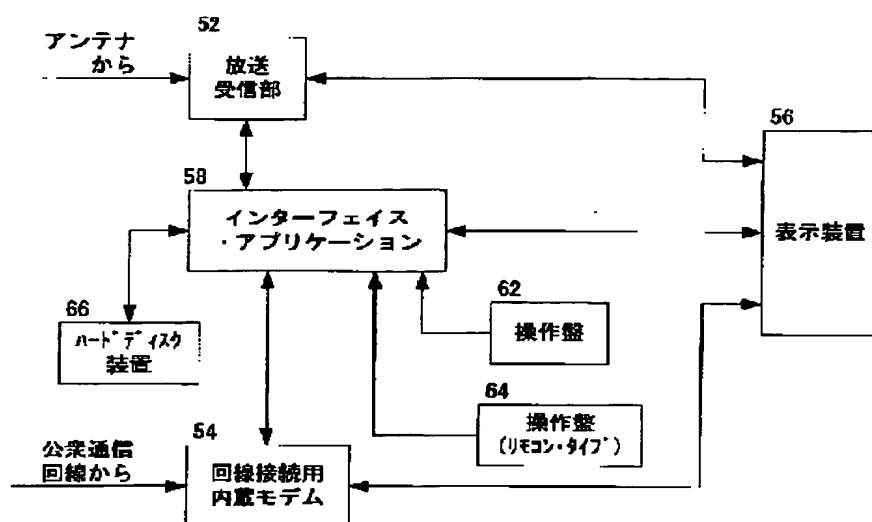 アンテナ
から
52
放送
受信部
56
表示装置
58
インターフェイス
・アプリケーション
66
ハードディスク
装置
62
操作盤
64
操作盤
(リモコン・タイプ)
公衆通信
回線から
54
回線接続用
内蔵モデム